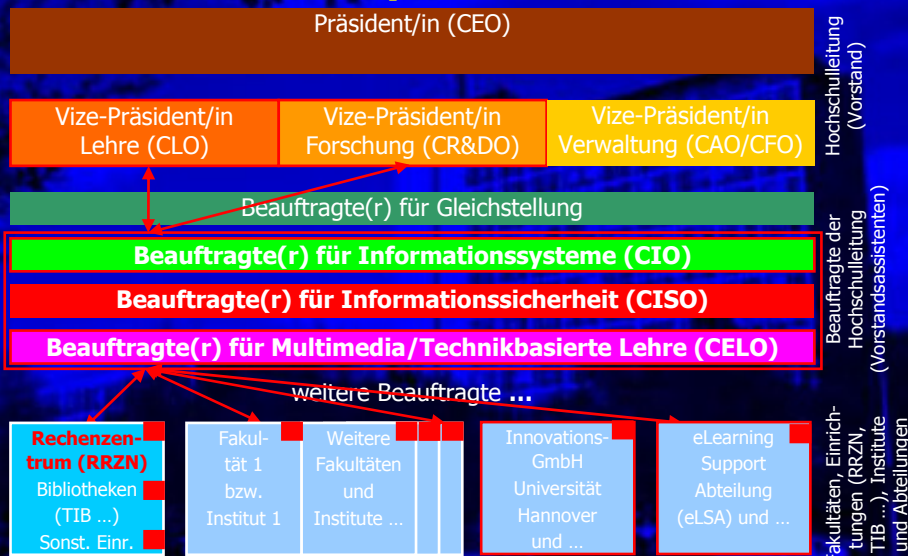 Präsident/in (CEO)
Hochschulleitung
(Vorstand)
Vize-Präsident/in
Lehre (CLO)
Vize-Präsident/in
Forschung (CR&DO)
Vize-Präsident/in
Verwaltung (CAO/CFO)
Beauftragte(r) für Gleichstellung
Beauftragte(r) für Informationssysteme (CIO)
Beauftragte(r) für Informationssicherheit (CISO)
Beauftragte(r) für Multimedia/Technikbasierte Lehre (CELO)
Beauftragte der
Hochschulleitung
(Vorstandsassistenten)
weitere Beauftragte ...
Rechenzen-
trum (RRZN)
Bibliotheken
(TIB ...)
Sonst. Einr.
Fakul-
tät 1
bzw.
Institut 1
Weitere
Fakultäten
und
Institute ...
Innovations-
GmbH
Universität
Hannover
und ...
eLearning
Support
Abteilung
(eLSA) und ...
akultäten, Einrich-
tungen (RRZN,
TIB ...), Institute
und Abteilungen